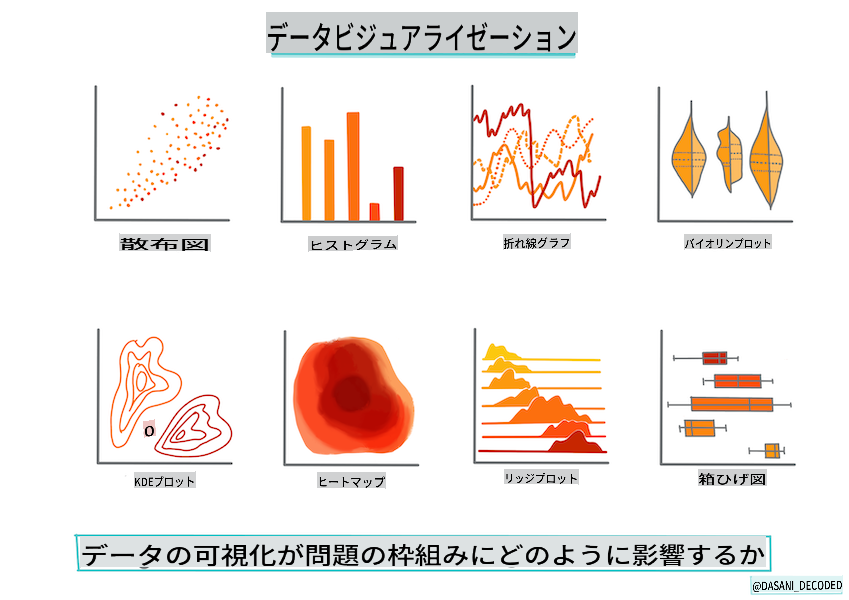 データビジュアライゼーション
散布図
ヒストグラム
折れ線グラフ
バイオリンプロット
o
KDEプロット
ヒートマップ
リッジプロット
箱ひげ図
データの可視化が問題の枠組みにどのように影響するか
@DASANI_DECODED